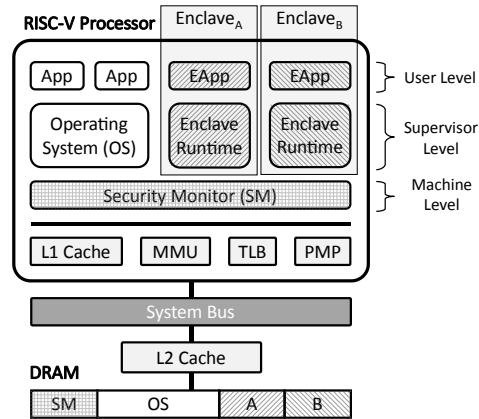 RISC-V Processor
Enclave_A
Enclave_B
App
App
EApp
EApp
User Level
Operating
System (OS)
Enclave
Runtime
Enclave
Runtime
Supervisor
Level
Security Monitor (SM)
Machine
Level
L1 Cache
MMU
TLB
PMP
System Bus
L2 Cache
DRAM
SM
OS
A
B